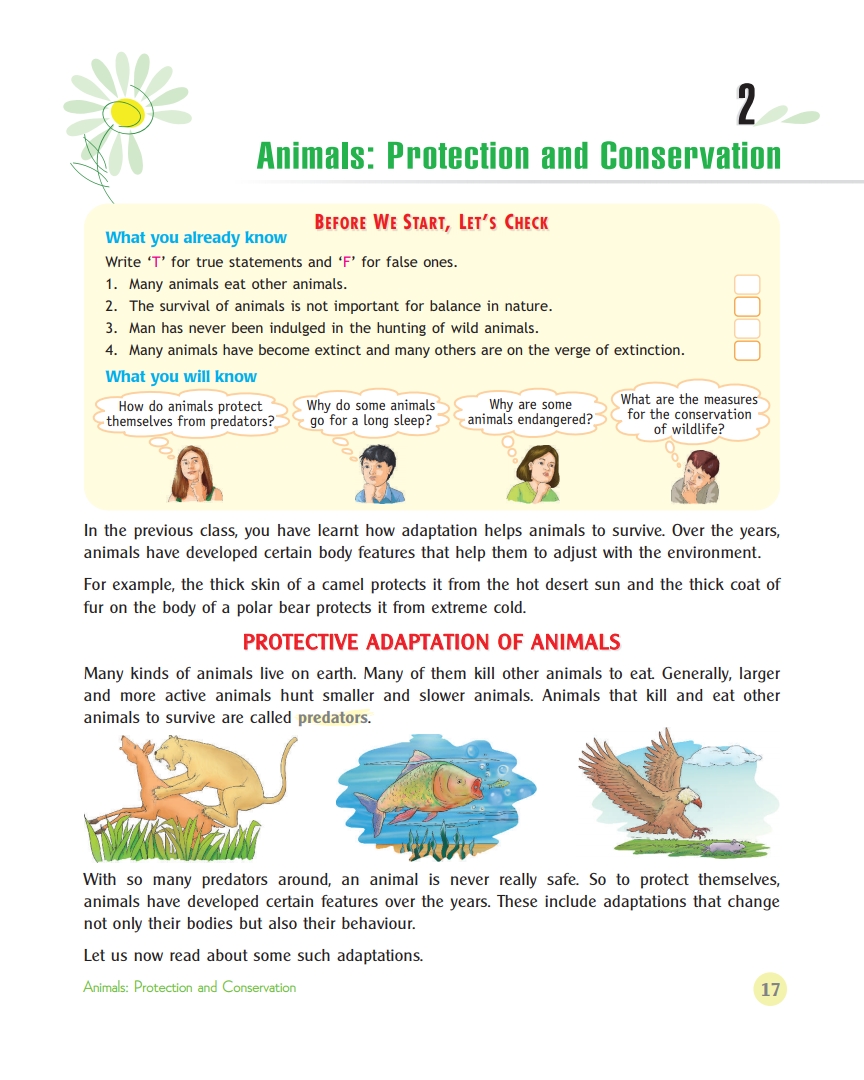 2
Animals: Protection and Conservation
BEFORE WE START, LET'S CHECK
What you already know
Write ‘T’ for true statements and ‘F’ for false ones.
1. Many animals eat other animals.
2. The survival of animals is not important for balance in nature.
3. Man has never been indulged in the hunting of wild animals.
4. Many animals have become extinct and many others are on the verge of extinction.
What you will know
How do animals protect
themselves from predators?
Why do some animals
go for a long sleep?
Why are some
animals endangered?
What are the measures
for the conservation
of wildlife?
In the previous class, you have learnt how adaptation helps animals to survive. Over the years,
animals have developed certain body features that help them to adjust with the environment.
For example, the thick skin of a camel protects it from the hot desert sun and the thick coat of
fur on the body of a polar bear protects it from extreme cold.
PROTECTIVE ADAPTATION OF ANIMALS
Many kinds of animals live on earth. Many of them kill other animals to eat. Generally, larger
and more active animals hunt smaller and slower animals. Animals that kill and eat other
animals to survive are called predators.
With so many predators around, an animal is never really safe. So to protect themselves,
animals have developed certain features over the years. These include adaptations that change
not only their bodies but also their behaviour.
Let us now read about some such adaptations.
Animals: Protection and Conservation
17